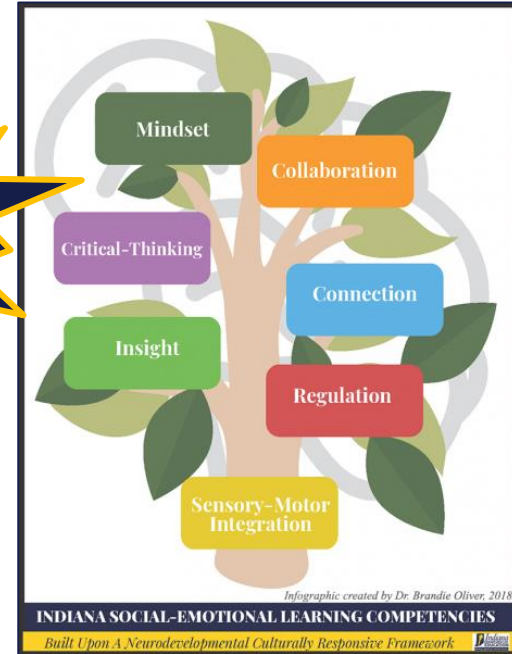 Mindset
Collaboration
Critical-Thinking
Connection
Insight
Regulation
Sensory-Motor
Integration
Infographic created by Dr. Brandie Oliver, 2018
INDIANA SOCIAL-EMOTIONAL LEARNING COMPETENCIES
Built Upon A Neurodevelopmental Culturally Responsive Framework
Indiana